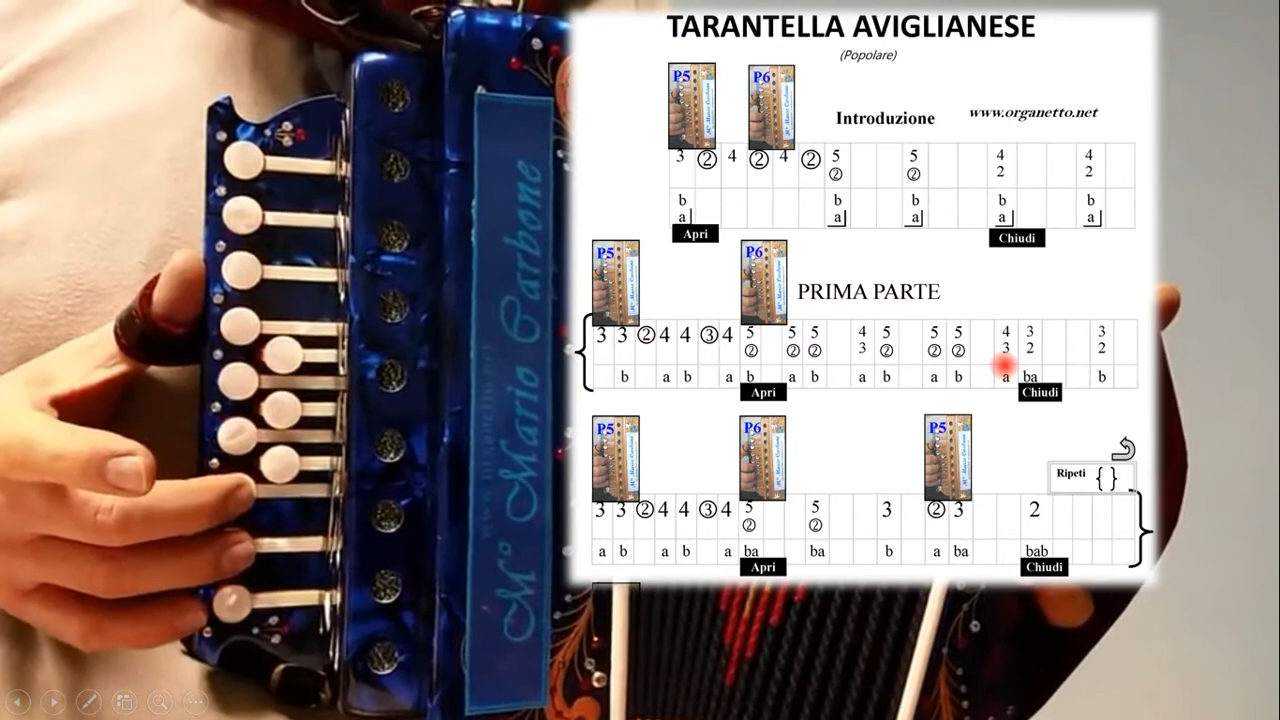 TARANTELLA AVIGLIANESE
(Popolare)
P5 P6
Introduzione www.organetto.net
3 ② 4 ② 4 ② 5 5 4 4
② ② 2 2
b b b b b
a a a a a
Apri Chiudi
P5 P6
PRIMA PARTE
3 3 ② 4 4 ③ 4 5 5 5 4 5 5 5 4 3 3
② ② ② 3 ② ② ② 3 2 2
b a b a b a b a b a b a ba b
Apri Chiudi
P5 P6 P5
Ripeti { }
3 3 ② 4 4 ③ 4 5 5 3 ② 3 2
② ②
a b a b a ba ba b a ba bab
Apri Chiudi
M° Mario Carbone